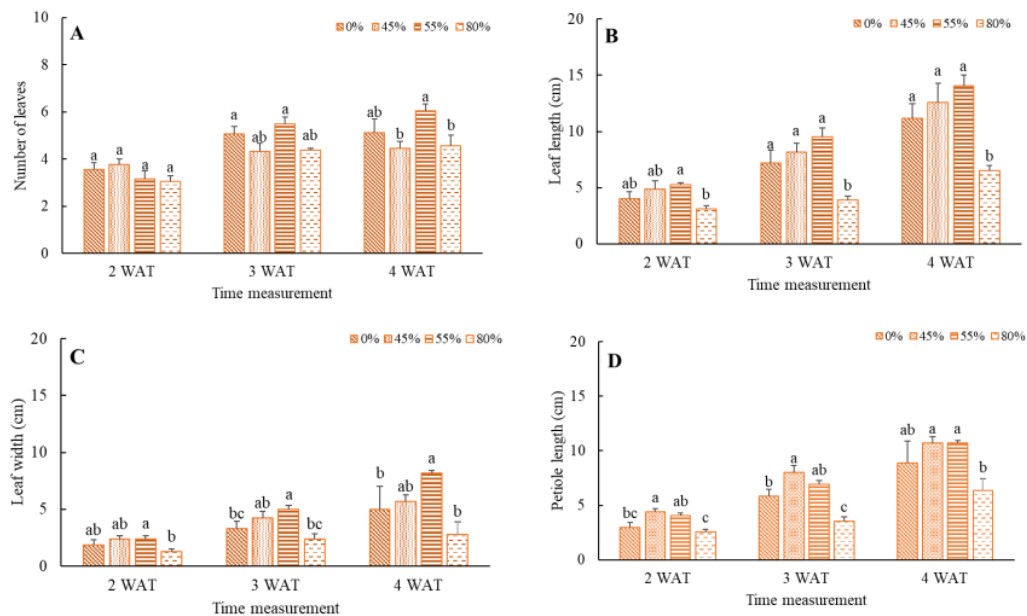 A
0% 45% 55% 80%
10
8
6
4
2
0
Number of leaves
a a a a
a ab a ab
ab b a b
2 WAT 3 WAT 4 WAT
Time measurement
B
0% 45% 55% 80%
20
15
10
5
0
Leaf length (cm)
ab ab a b
a a a b
a a a b
2 WAT 3 WAT 4 WAT
Time measurement
C
0% 45% 55% 80%
20
15
10
5
0
Leaf width (cm)
ab ab a b
bc ab a bc
b ab a b
2 WAT 3 WAT 4 WAT
Time measurement
D
0% 45% 55% 80%
20
15
10
5
0
Petiole length (cm)
bc a ab c
b a ab c
ab a a b
2 WAT 3 WAT 4 WAT
Time measurement